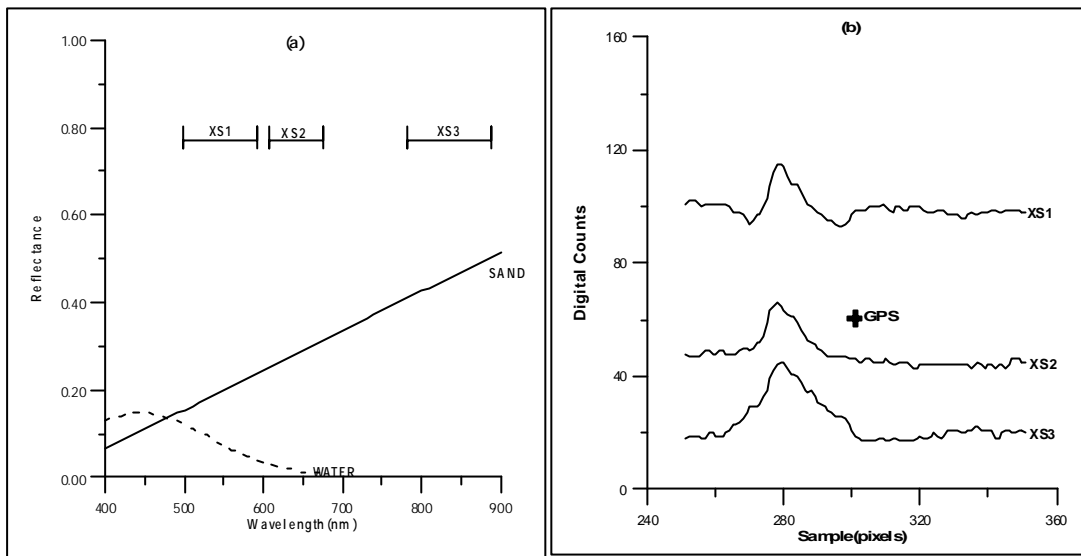 (a)
1.00
0.80
0.60
0.40
0.20
0.00
Reflectance
XS1 XS2 XS3
SAND
WATER
400 500 600 700 800 900
Wavelength(nm)
(b)
160
120
80
40
0
Digital Counts
XS1
GPS
XS2
XS3
240 280 320 360
Sample(pixels)